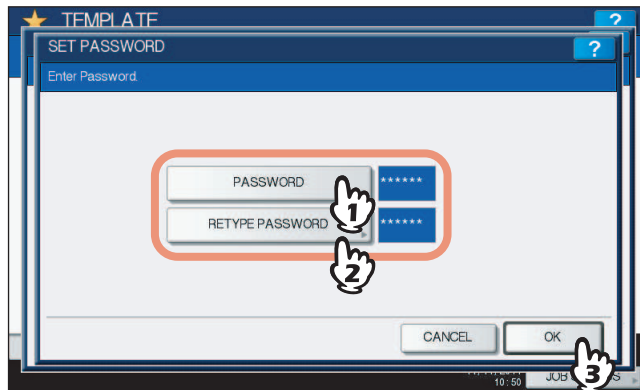 TEMPLATE ?
SET PASSWORD ?
Enter Password.
PASSWORD ******
1
RETYPE PASSWORD ******
2
CANCEL OK
3
10:50 JOB